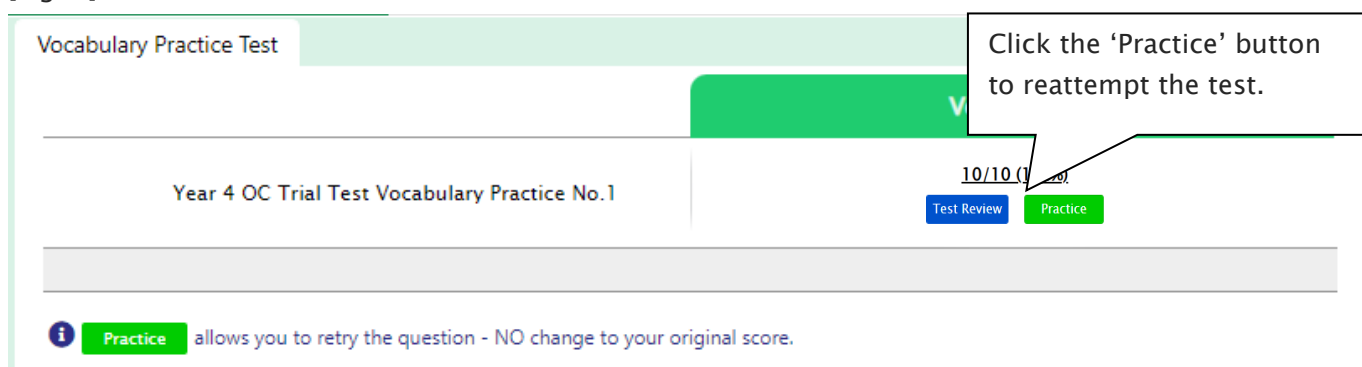 Vocabulary Practice Test
Click the ‘Practice’ button
to reattempt the test.
Year 4 OC Trial Test Vocabulary Practice No.1
10/10
Test Review Practice
Practice allows you to retry the question - NO change to your original score.